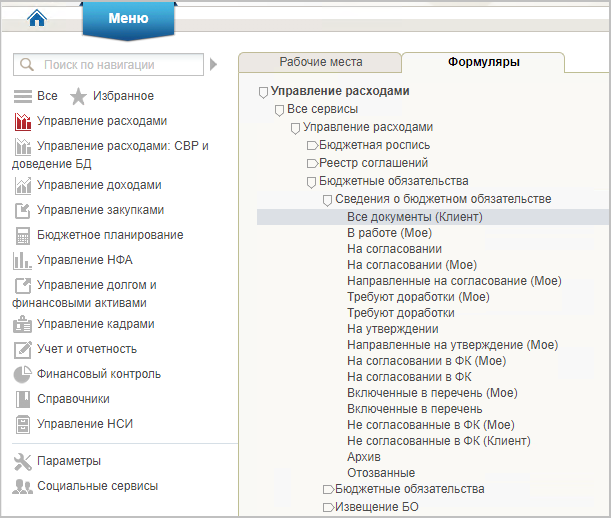 Меню
Поиск по навигации
Все
Избранное
Управление расходами
Управление расходами: СВР и
доведение БД
Управление доходами
Управление закупками
Бюджетное планирование
Управление НФА
Управление долгом и
финансовыми активами
Управление кадрами
Учет и отчетность
Финансовый контроль
Справочники
Управление НСИ
Параметры
Социальные сервисы
Рабочие места
Формуляры
Управление расходами
Все сервисы
Управление расходами
Бюджетная роспись
Реестр соглашений
Бюджетные обязательства
Сведения о бюджетном обязательстве
Все документы (Клиент)
В работе (Мое)
На согласовании
На согласовании (Мое)
Направленные на согласование (Мое)
Требуют доработки (Мое)
Требуют доработки
На утверждении
Направленные на утверждение (Мое)
На согласовании в ФК (Мое)
На согласовании в ФК
Включенные в перечень (Мое)
Включенные в перечень
Не согласованные в ФК (Мое)
Не согласованные в ФК (Клиент)
Архив
Отозванные
Бюджетные обязательства
Извещение БО